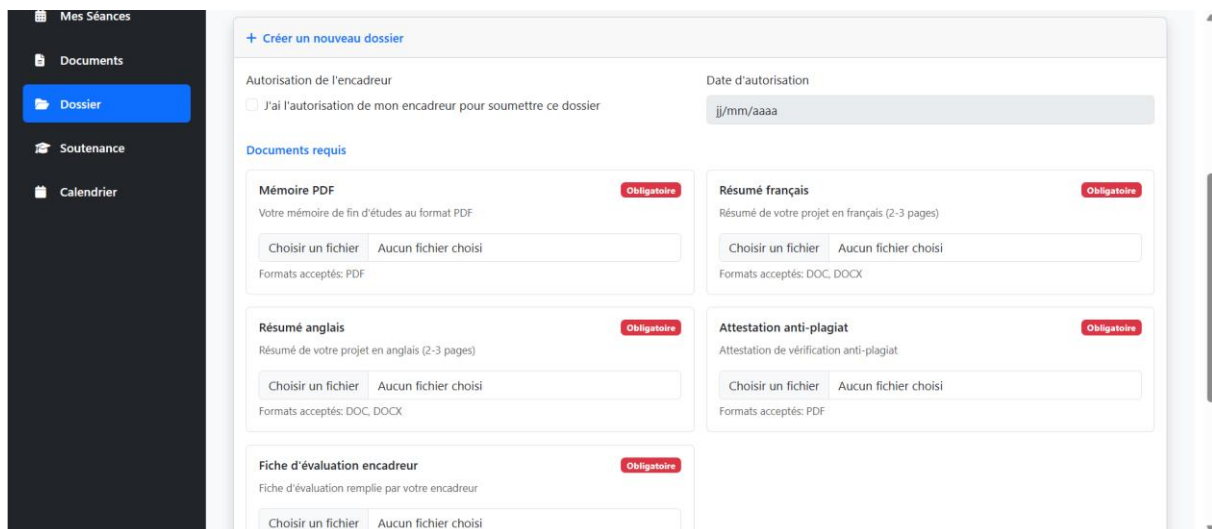 Mes Séances
Documents
Dossier
Soutenance
Calendrier
+ Créer un nouveau dossier
Autorisation de l'encadreur
J'ai l'autorisation de mon encadreur pour soumettre ce dossier
Date d'autorisation
jj/mm/aaaa
Documents requis
Mémoire PDF Obligatoire
Votre mémoire de fin d'études au format PDF
Choisir un fichier Aucun fichier choisi
Formats acceptés: PDF
Résumé français Obligatoire
Résumé de votre projet en français (2-3 pages)
Choisir un fichier Aucun fichier choisi
Formats acceptés: DOC, DOCX
Résumé anglais Obligatoire
Résumé de votre projet en anglais (2-3 pages)
Choisir un fichier Aucun fichier choisi
Formats acceptés: DOC, DOCX
Attestation anti-plagiat Obligatoire
Attestation de vérification anti-plagiat
Choisir un fichier Aucun fichier choisi
Formats acceptés: PDF
Fiche d'évaluation encadreur Obligatoire
Fiche d'évaluation remplie par votre encadreur
Choisir un fichier Aucun fichier choisi